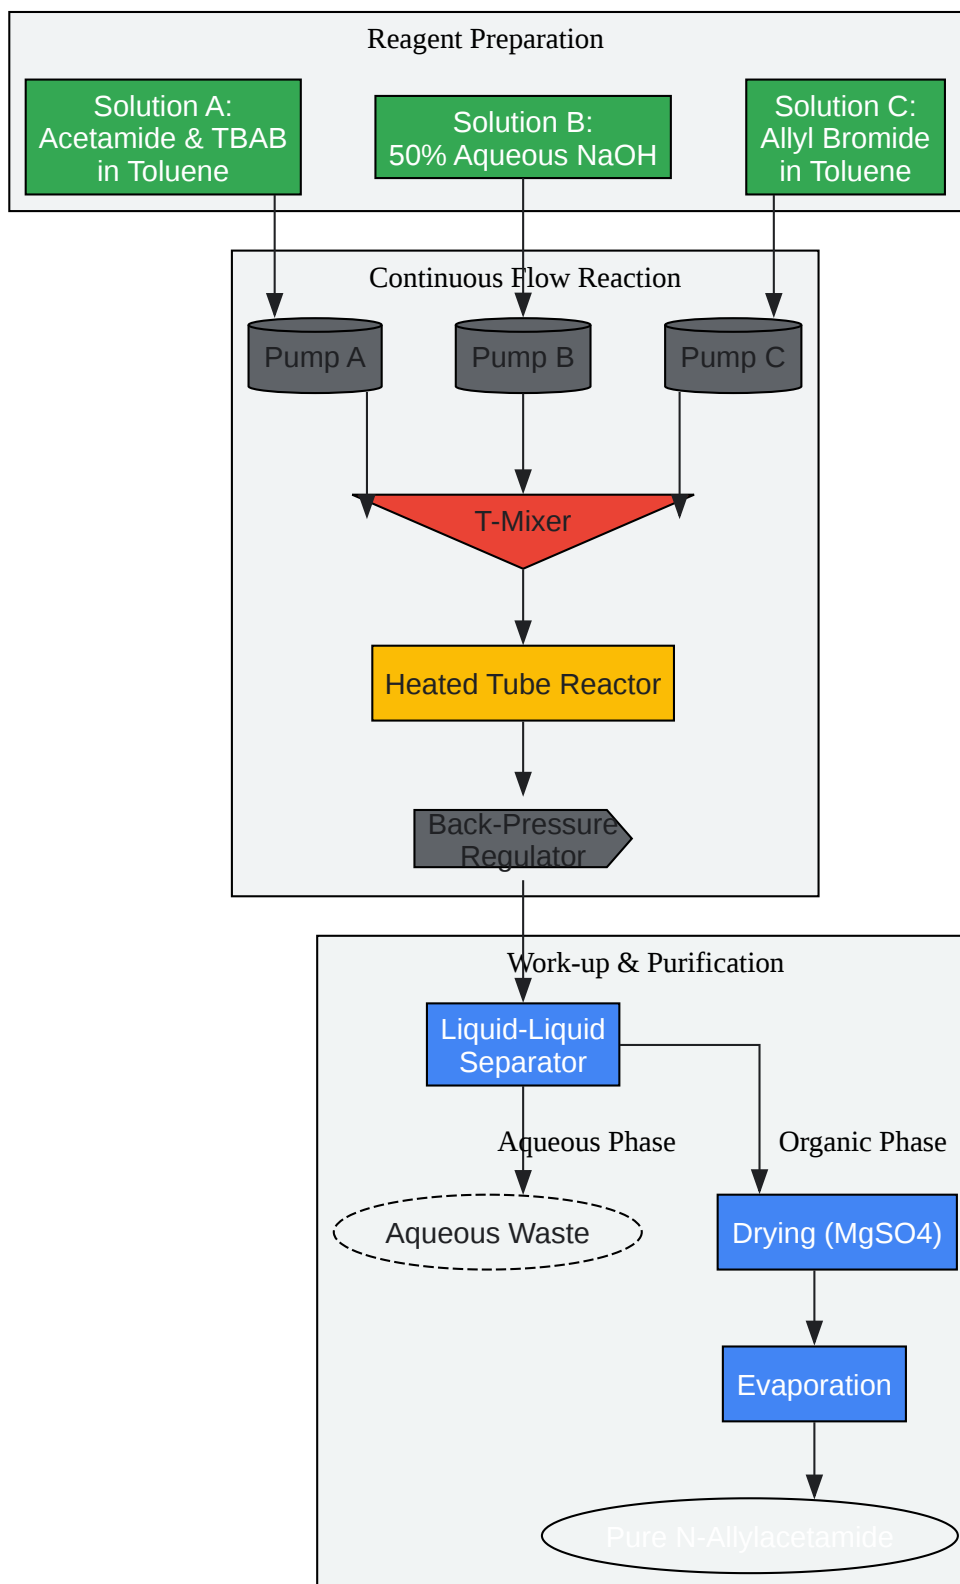 Reagent Preparation
Solution A:
Acetamide & TBAB
in Toluene
Solution B:
50% Aqueous NaOH
Solution C:
Allyl Bromide
in Toluene
Continuous Flow Reaction
Pump A
Pump B
Pump C
T-Mixer
Heated Tube Reactor
Back-Pressure
Regulator
Work-up & Purification
Liquid-Liquid
Separator
Aqueous Phase
Organic Phase
Aqueous Waste
Drying (MgSO4)
Evaporation
Pure N-Allylacetamide